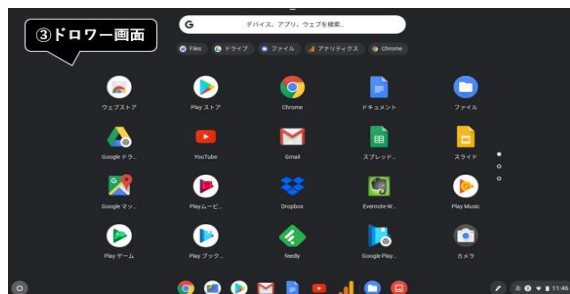 ③ドロワー画面
デバイス、アプリ、ウェブを検索...
Files
ドライブ
ファイル
アナリティクス
Chrome
ウェブストア
Play ストア
Chrome
ドキュメント
ファイル
Google ドラ...
YouTube
Gmail
スプレッド...
スライド
Google マッ...
Playムービ...
Dropbox
Evernote W...
Play Music
Play ゲーム
Play ブック...
feedly
Google Play...
カメラ
11:46